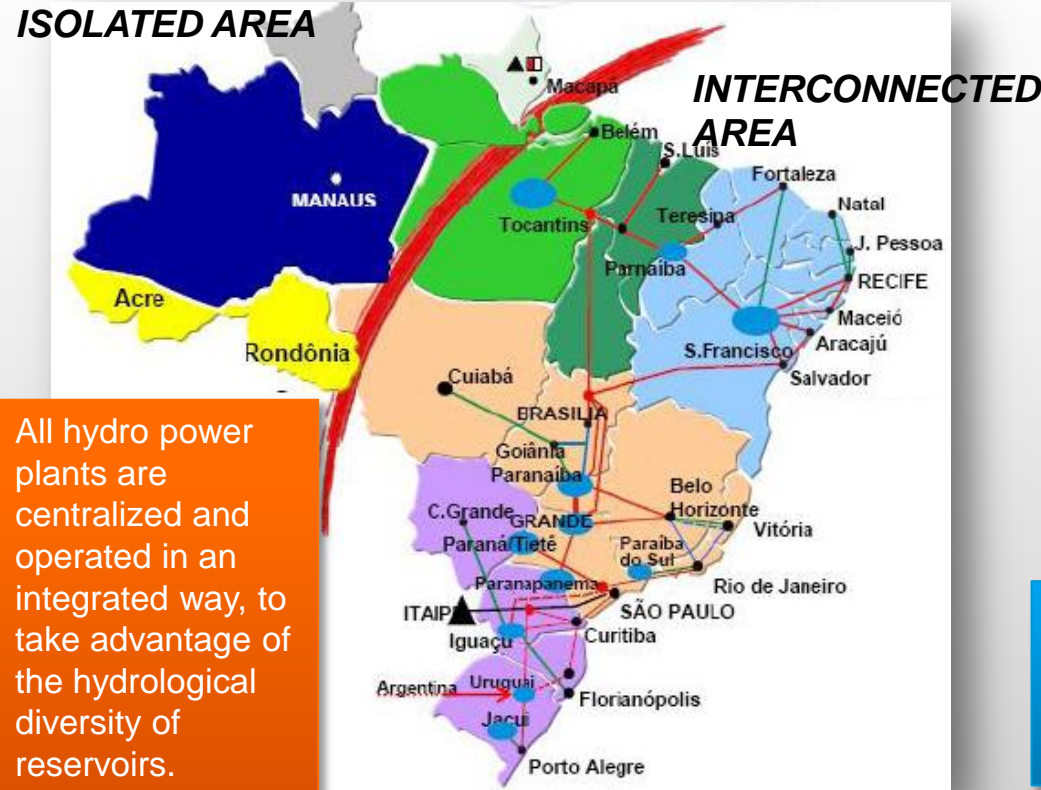 ISOLATED AREA
INTERCONNECTED
AREA
Macapá
Belém
S.Luís
Fortaleza
Natal
MANAUS
Tocantins
Teresina
J. Pessoa
Parnaíba
RECIFE
Acre
Maceió
Rondônia
S.Francisco
Aracajú
Salvador
Cuiabá
BRASILIA
Goiânia
Paranaíba
Belo
Horizonte
C.Grande
GRANDE
Vitória
Paraná/Tietê
Paraíba
do Sul
Paranapanema
Rio de Janeiro
ITAIP
SÃO PAULO
Iguaçu
Curitiba
Argentina
Uruguai
Florianópolis
Jacuí
Porto Alegre
All hydro power
plants are
centralized and
operated in an
integrated way, to
take advantage of
the hydrological
diversity of
reservoirs.